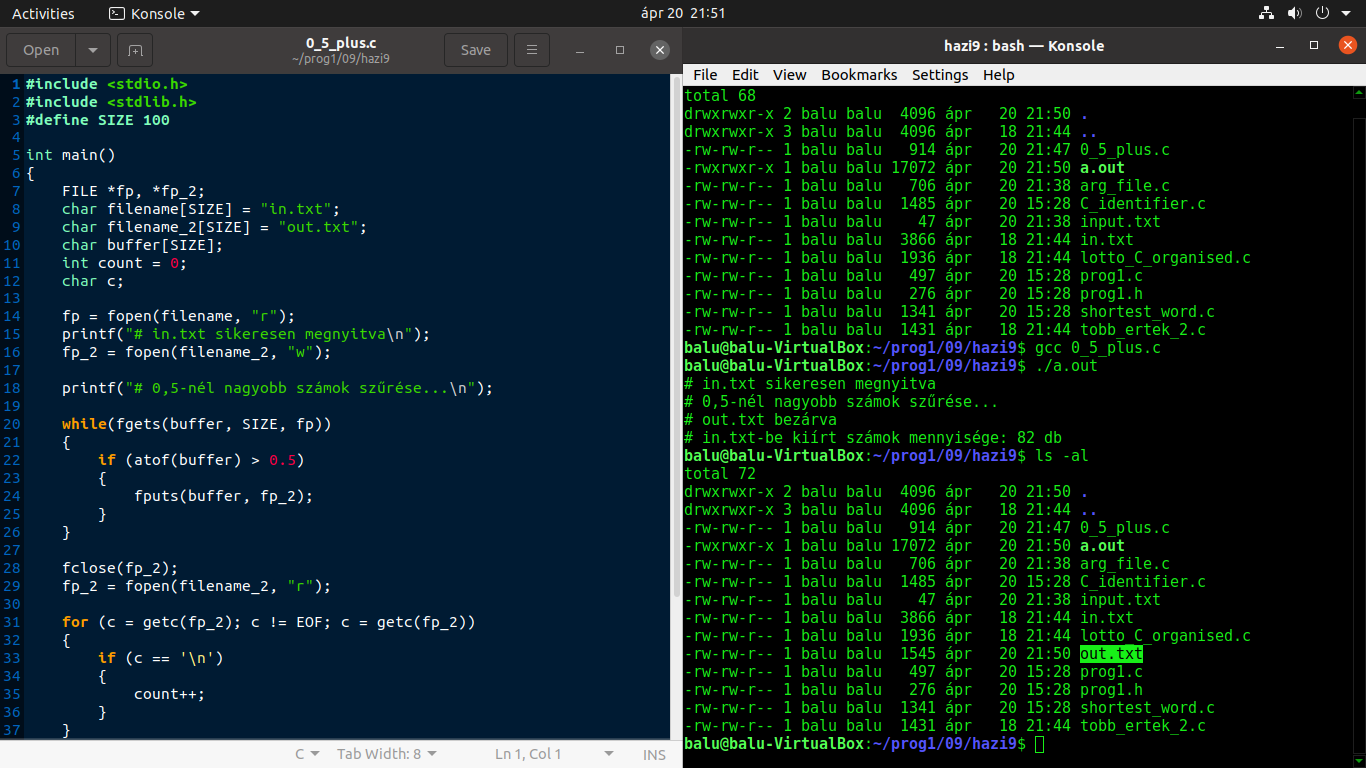 Activities Konsole ápr 20 21:51
Open 0_5_plus.c Save
~/prog1/09/hazi9
1 #include <stdio.h>
2 #include <stdlib.h>
3 #define SIZE 100
4
5 int main()
6 {
7     FILE *fp, *fp_2;
8     char filename[SIZE] = "in.txt";
9     char filename_2[SIZE] = "out.txt";
10     char buffer[SIZE];
11     int count = 0;
12     char c;
13
14     fp = fopen(filename, "r");
15     printf("# in.txt sikeresen megnyitva\n");
16     fp_2 = fopen(filename_2, "w");
17
18     printf("# 0,5-nél nagyobb számok szűrése...\n");
19
20     while(fgets(buffer, SIZE, fp))
21     {
22         if (atof(buffer) > 0.5)
23         {
24             fputs(buffer, fp_2);
25         }
26     }
27
28     fclose(fp_2);
29     fp_2 = fopen(filename_2, "r");
30
31     for (c = getc(fp_2); c != EOF; c = getc(fp_2))
32     {
33         if (c == '\n')
34         {
35             count++;
36         }
37     }
C Tab Width: 8 Ln 1, Col 1 INS
hazi9 : bash — Konsole
File Edit View Bookmarks Settings Help
total 68
drwxrwxr-x 2 balu balu  4096 ápr   20 21:50 .
drwxrwxr-x 3 balu balu  4096 ápr   18 21:44 ..
-rw-rw-r-- 1 balu balu   914 ápr   20 21:47 0_5_plus.c
-rwxrwxr-x 1 balu balu 17072 ápr   20 21:50 a.out
-rw-rw-r-- 1 balu balu   706 ápr   20 21:38 arg_file.c
-rw-rw-r-- 1 balu balu  1485 ápr   20 15:28 C_identifier.c
-rw-rw-r-- 1 balu balu    47 ápr   20 21:38 input.txt
-rw-rw-r-- 1 balu balu  3866 ápr   18 21:44 in.txt
-rw-rw-r-- 1 balu balu  1936 ápr   18 21:44 lotto_C_organised.c
-rw-rw-r-- 1 balu balu   497 ápr   20 15:28 prog1.c
-rw-rw-r-- 1 balu balu   276 ápr   20 15:28 prog1.h
-rw-rw-r-- 1 balu balu  1341 ápr   20 15:28 shortest_word.c
-rw-rw-r-- 1 balu balu  1431 ápr   18 21:44 tobb_ertek_2.c
balu@balu-VirtualBox:~/prog1/09/hazi9$ gcc 0_5_plus.c
balu@balu-VirtualBox:~/prog1/09/hazi9$ ./a.out
# in.txt sikeresen megnyitva
# 0,5-nél nagyobb számok szűrése...
# out.txt bezárva
# in.txt-be kiírt számok mennyisége: 82 db
balu@balu-VirtualBox:~/prog1/09/hazi9$ ls -al
total 72
drwxrwxr-x 2 balu balu  4096 ápr   20 21:50 .
drwxrwxr-x 3 balu balu  4096 ápr   18 21:44 ..
-rw-rw-r-- 1 balu balu   914 ápr   20 21:47 0_5_plus.c
-rwxrwxr-x 1 balu balu 17072 ápr   20 21:50 a.out
-rw-rw-r-- 1 balu balu   706 ápr   20 21:38 arg_file.c
-rw-rw-r-- 1 balu balu  1485 ápr   20 15:28 C_identifier.c
-rw-rw-r-- 1 balu balu    47 ápr   20 21:38 input.txt
-rw-rw-r-- 1 balu balu  3866 ápr   18 21:44 in.txt
-rw-rw-r-- 1 balu balu  1936 ápr   18 21:44 lotto_C_organised.c
-rw-rw-r-- 1 balu balu  1545 ápr   20 21:50 out.txt
-rw-rw-r-- 1 balu balu   497 ápr   20 15:28 prog1.c
-rw-rw-r-- 1 balu balu   276 ápr   20 15:28 prog1.h
-rw-rw-r-- 1 balu balu  1341 ápr   20 15:28 shortest_word.c
-rw-rw-r-- 1 balu balu  1431 ápr   18 21:44 tobb_ertek_2.c
balu@balu-VirtualBox:~/prog1/09/hazi9$